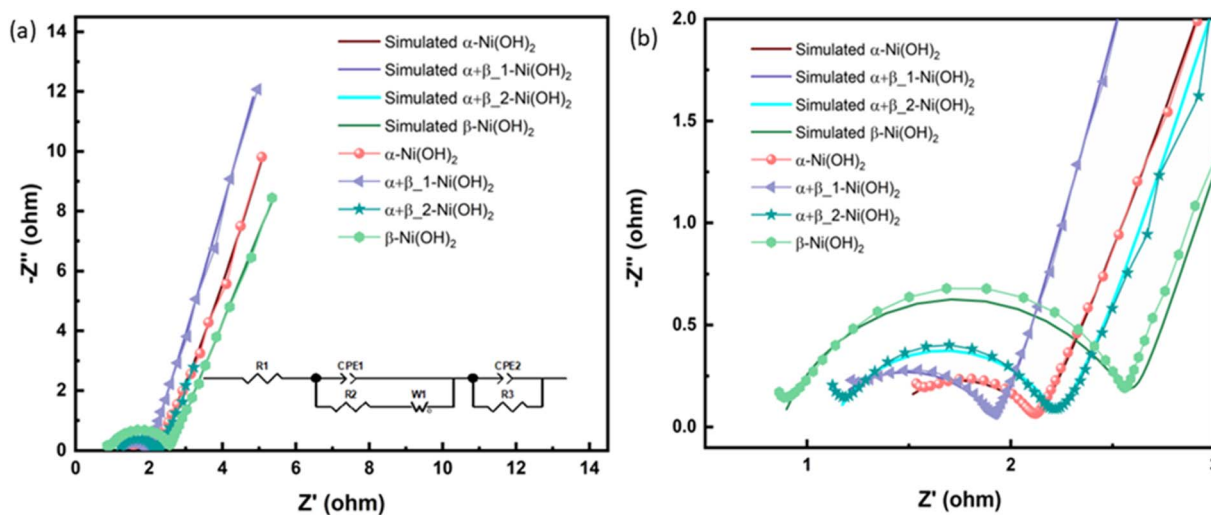 (a)
14
12
10
8
6
4
2
0
-Z'' (ohm)
Simulated α-Ni(OH)₂
Simulated α+β_1-Ni(OH)₂
Simulated α+β_2-Ni(OH)₂
Simulated β-Ni(OH)₂
α-Ni(OH)₂
α+β_1-Ni(OH)₂
α+β_2-Ni(OH)₂
β-Ni(OH)₂
R1 CPE1 CPE2
R2 W1 R3
0 2 4 6 8 10 12 14
Z' (ohm)
(b)
2.0
1.5
1.0
0.5
0.0
-Z'' (ohm)
Simulated α-Ni(OH)₂
Simulated α+β_1-Ni(OH)₂
Simulated α+β_2-Ni(OH)₂
Simulated β-Ni(OH)₂
α-Ni(OH)₂
α+β_1-Ni(OH)₂
α+β_2-Ni(OH)₂
β-Ni(OH)₂
1 2
Z' (ohm)